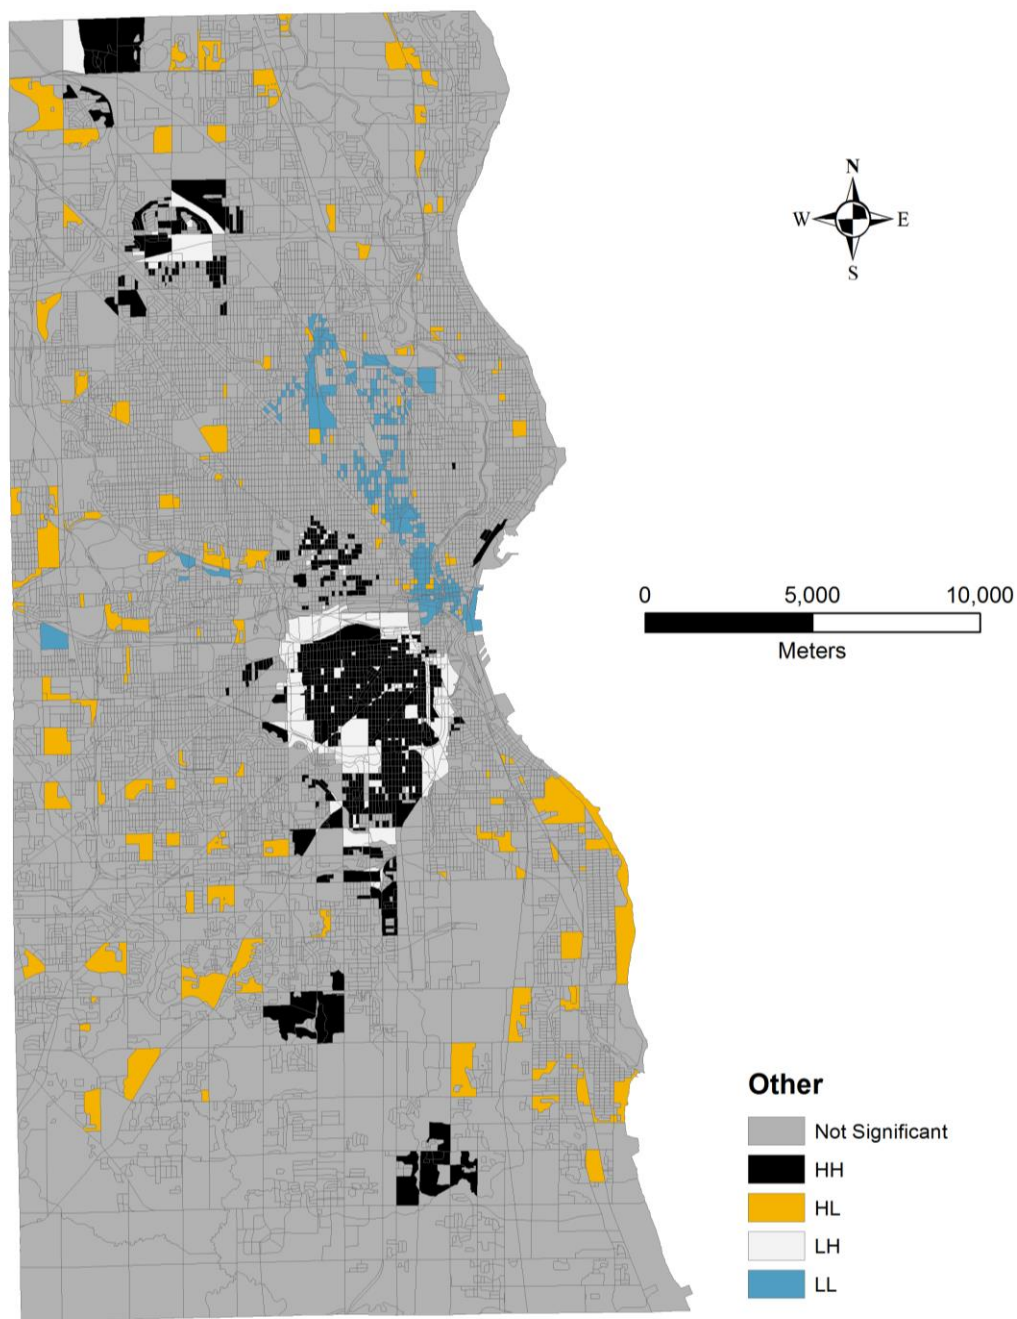 N
W E
S
0 5,000 10,000
Meters
Other
Not Significant
HH
HL
LH
LL